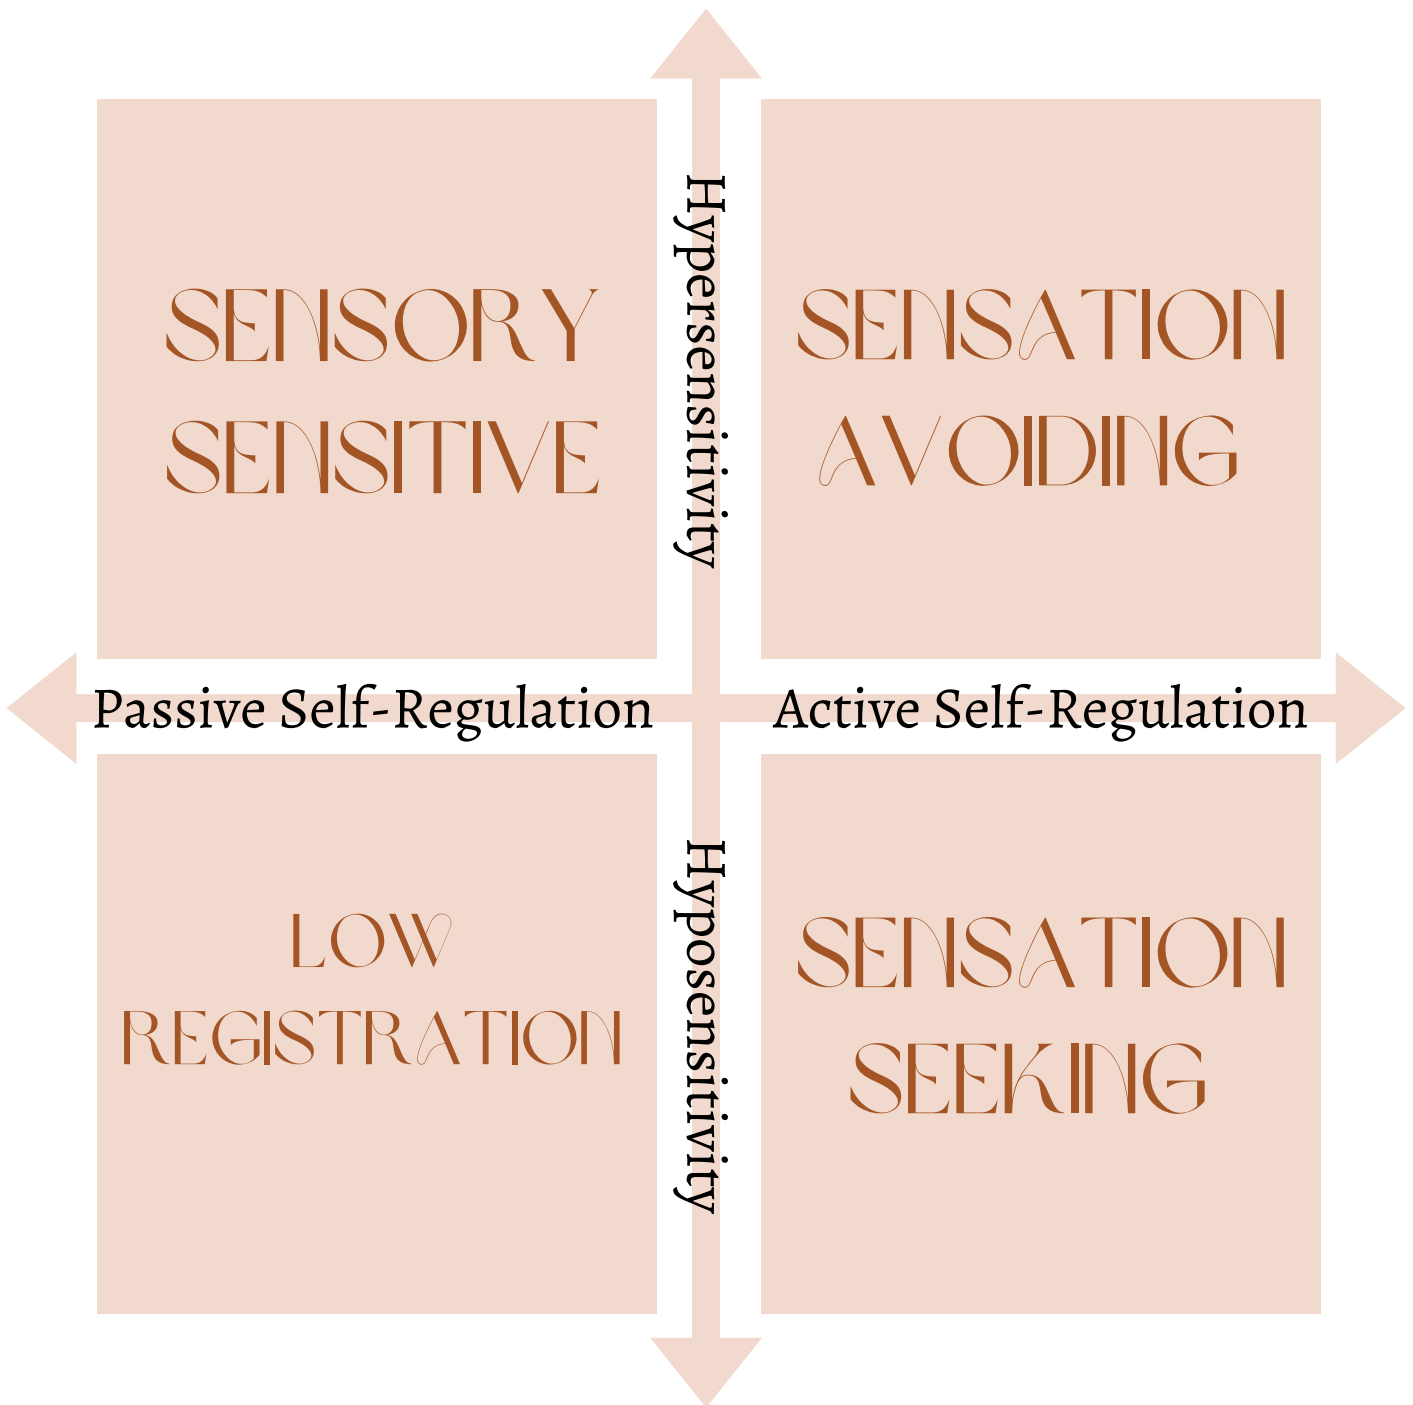 Hypersensitivity
SENSORY
SENSITIVE
SENSATION
AVOIDING
Passive Self-Regulation
Active Self-Regulation
Hyposensitivity
LOW
REGISTRATION
SENSATION
SEEKING